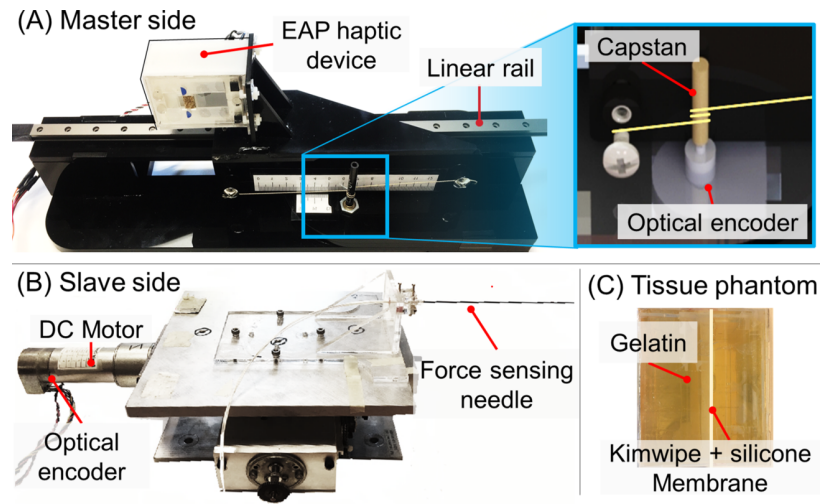 (A) Master side
EAP haptic
device
Linear rail
Capstan
Optical encoder
(B) Slave side
DC Motor
Optical
encoder
Force sensing
needle
(C) Tissue phantom
Gelatin
Kimwipe + silicone
Membrane